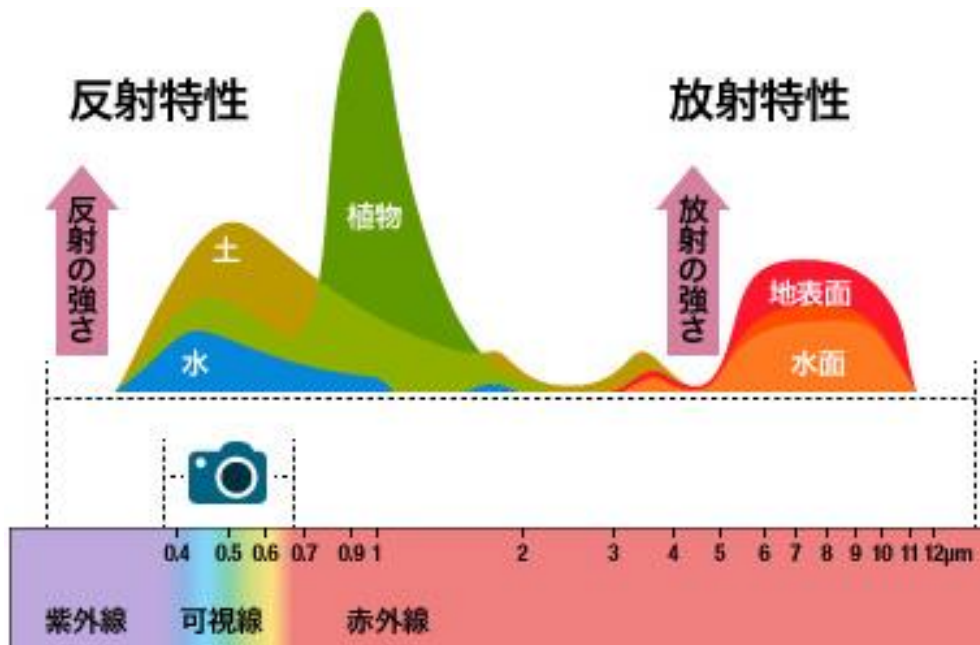 反射特性
放射特性
反射の強さ
土
植物
水
放射の強さ
地表面
水面
0.4 0.5 0.6 0.7 0.9 1 2 3 4 5 6 7 8 9 10 11 12μm
紫外線 可視線 赤外線